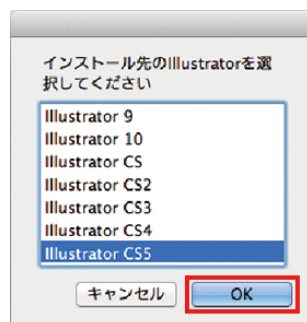 インストール先のIllustratorを選
択してください
Illustrator 9
Illustrator 10
Illustrator CS
Illustrator CS2
Illustrator CS3
Illustrator CS4
Illustrator CS5
キャンセル OK